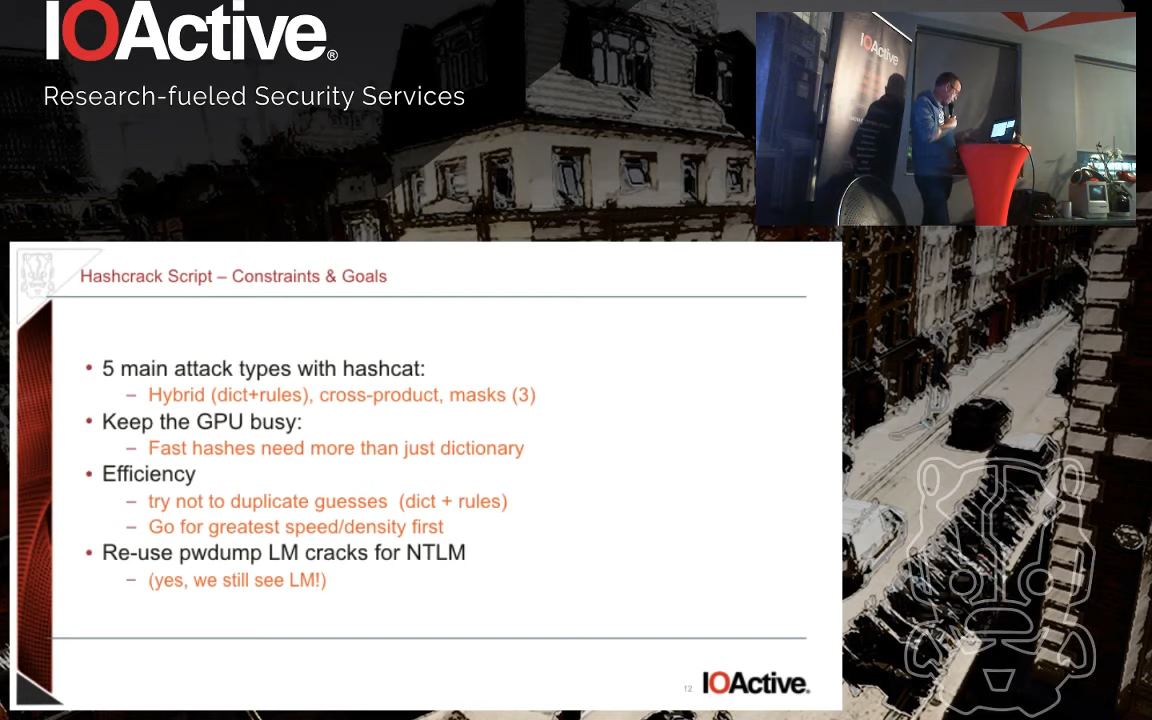 IOActive®
Research-fueled Security Services
IOActive
Hashcrack Script – Constraints & Goals
• 5 main attack types with hashcat:
– Hybrid (dict+rules), cross-product, masks (3)
• Keep the GPU busy:
– Fast hashes need more than just dictionary
• Efficiency
– try not to duplicate guesses (dict + rules)
– Go for greatest speed/density first
• Re-use pwdump LM cracks for NTLM
– (yes, we still see LM!)
12
IOActive.